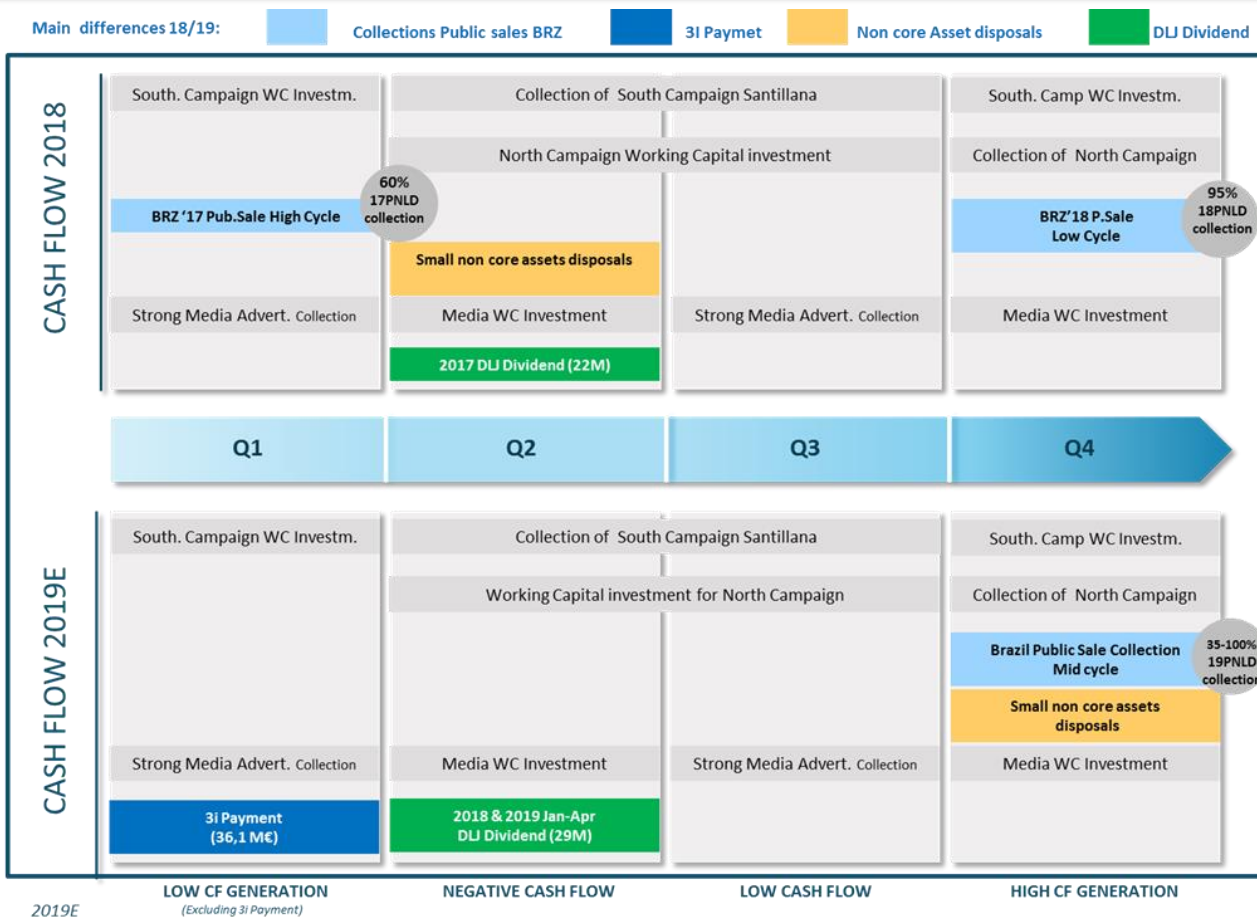 Main differences 18/19:
Collections Public sales BRZ
3I Paymet
Non core Asset disposals
DLJ Dividend
CASH FLOW 2018
South. Campaign WC Investm.
Collection of South Campaign Santillana
South. Camp WC Investm.
North Campaign Working Capital investment
Collection of North Campaign
60%
17PNLD
collection
95%
18PNLD
collection
BRZ '17 Pub.Sale High Cycle
BRZ'18 P.Sale
Low Cycle
Small non core assets disposals
Strong Media Advert. Collection
Media WC Investment
Strong Media Advert. Collection
Media WC Investment
2017 DLJ Dividend (22M)
Q1
Q2
Q3
Q4
CASH FLOW 2019E
South. Campaign WC Investm.
Collection of South Campaign Santillana
South. Camp WC Investm.
Working Capital investment for North Campaign
Collection of North Campaign
Brazil Public Sale Collection
Mid cycle
35-100%
19PNLD
collection
Small non core assets
disposals
Strong Media Advert. Collection
Media WC Investment
Strong Media Advert. Collection
Media WC Investment
3i Payment
(36,1 M€)
2018 & 2019 Jan-Apr
DLJ Dividend (29M)
2019E
LOW CF GENERATION
(Excluding 3i Payment)
NEGATIVE CASH FLOW
LOW CASH FLOW
HIGH CF GENERATION